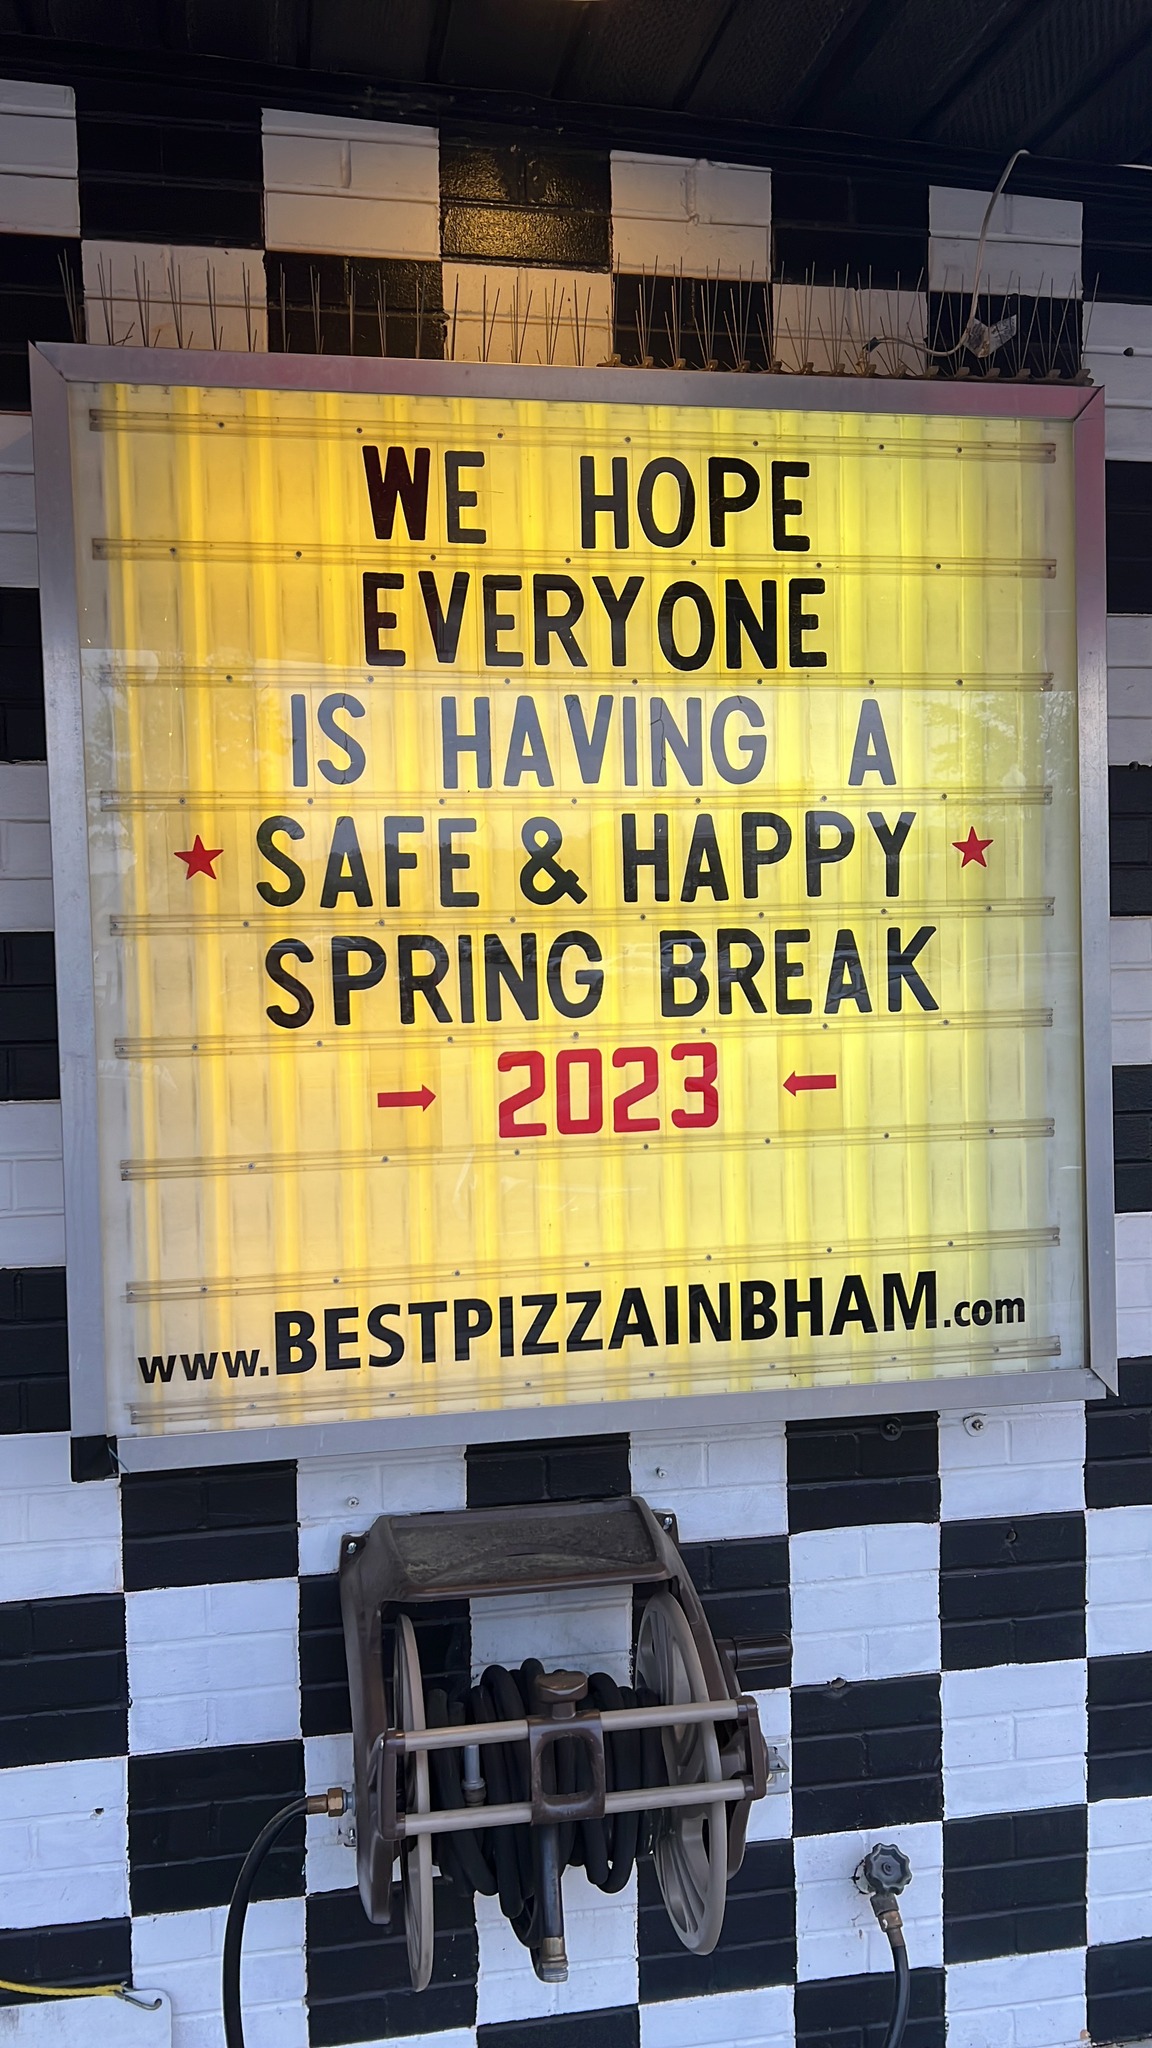 WE HOPE
EVERYONE
IS HAVING A
★ SAFE & HAPPY ★
SPRING BREAK
→ 2023 ←
www.BESTPIZZAINBHAM.com